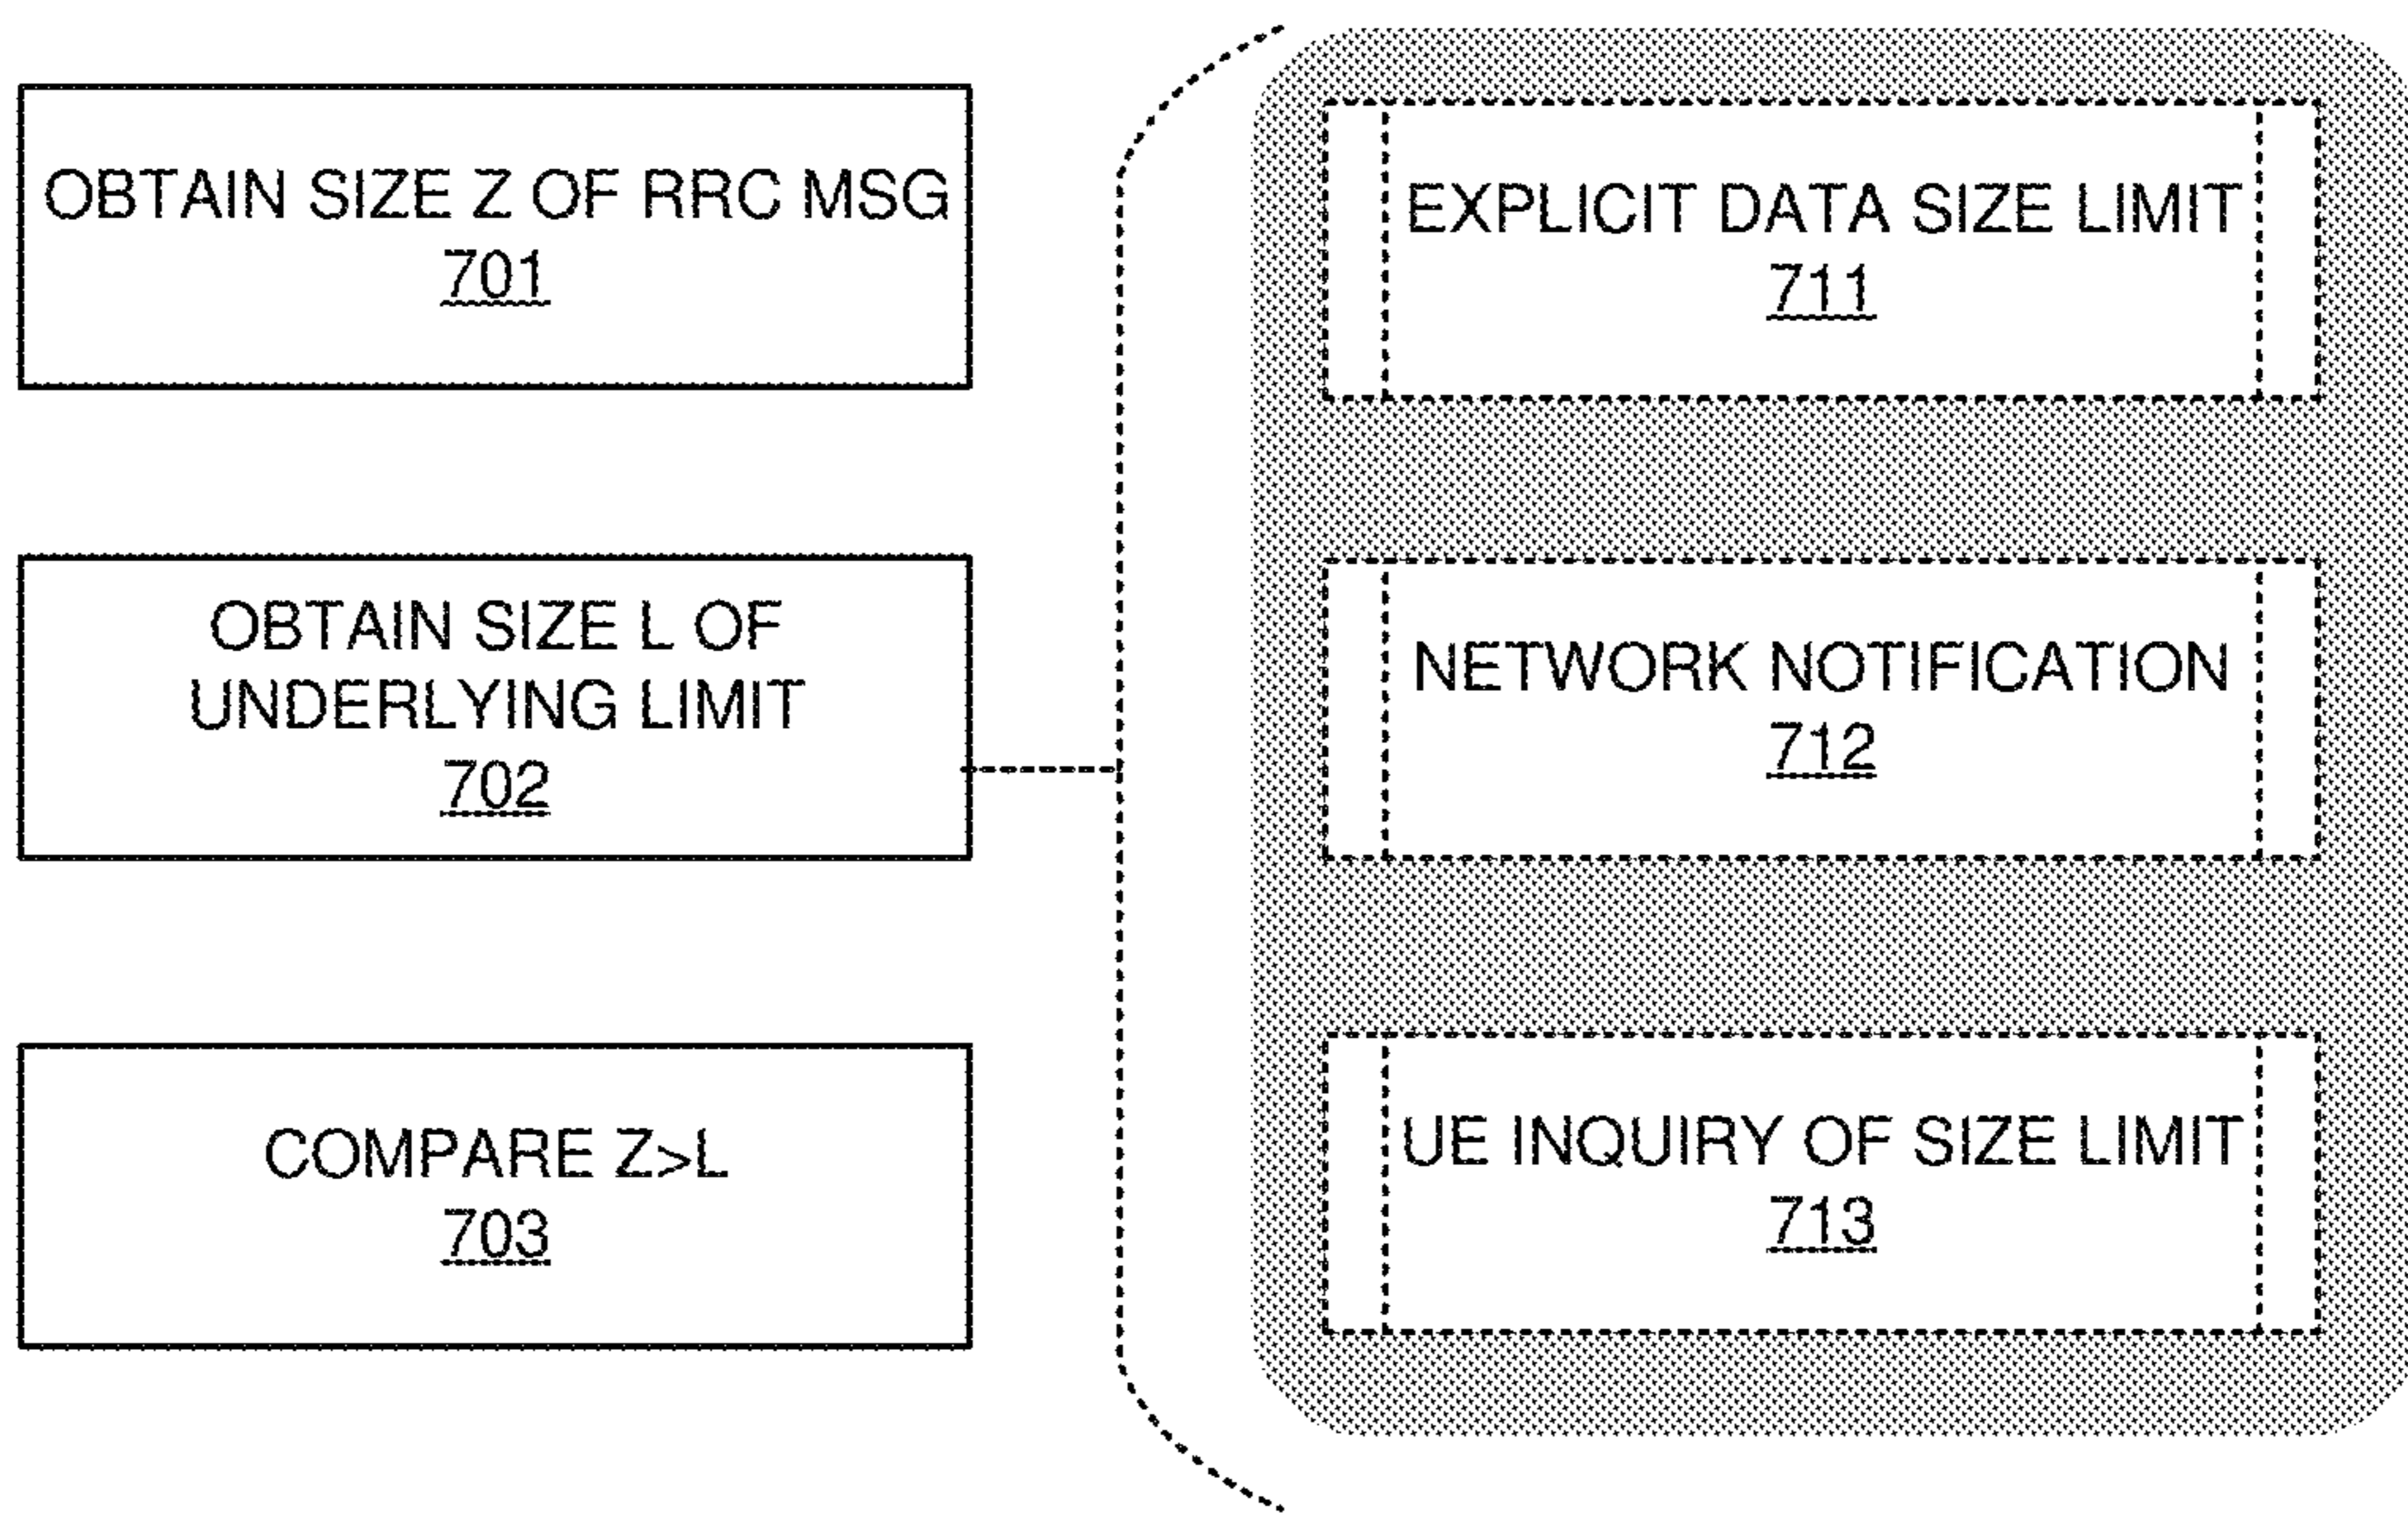 OBTAIN SIZE Z OF RRC MSG
701
OBTAIN SIZE L OF
UNDERLYING LIMIT
702
COMPARE Z>L
703
EXPLICIT DATA SIZE LIMIT
711
NETWORK NOTIFICATION
712
UE INQUIRY OF SIZE LIMIT
713